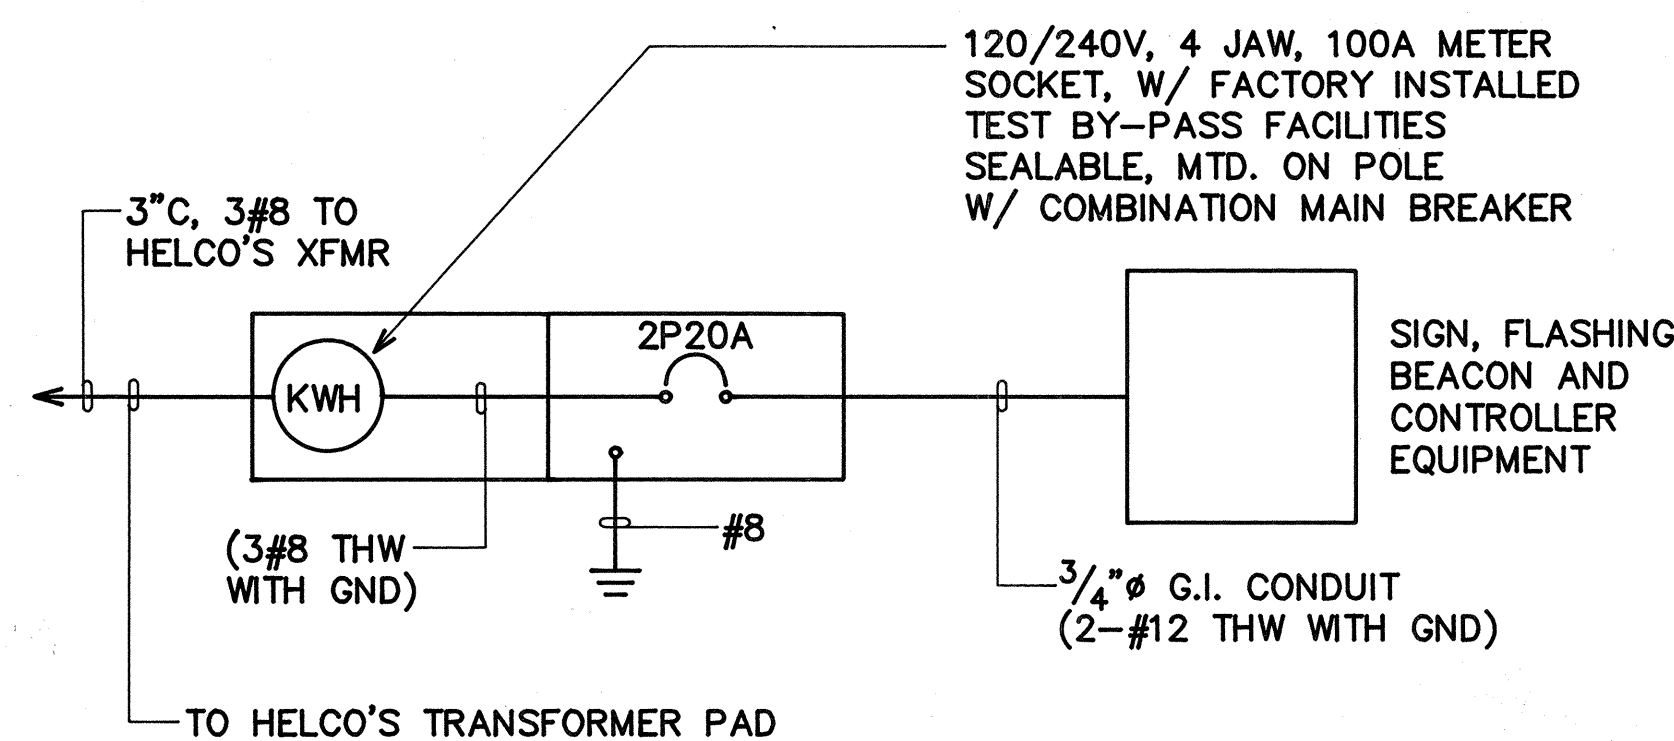 120/240V, 4 JAW, 100A METER
SOCKET, W/ FACTORY INSTALLED
TEST BY-PASS FACILITIES
SEALABLE, MTD. ON POLE
W/ COMBINATION MAIN BREAKER
3"C, 3#8 TO
HELCO'S XFMR
2P20A
KWH
SIGN, FLASHING
BEACON AND
CONTROLLER
EQUIPMENT
#8
(3#8 THW
WITH GND)
3/4"ø G.I. CONDUIT
(2-#12 THW WITH GND)
TO HELCO'S TRANSFORMER PAD